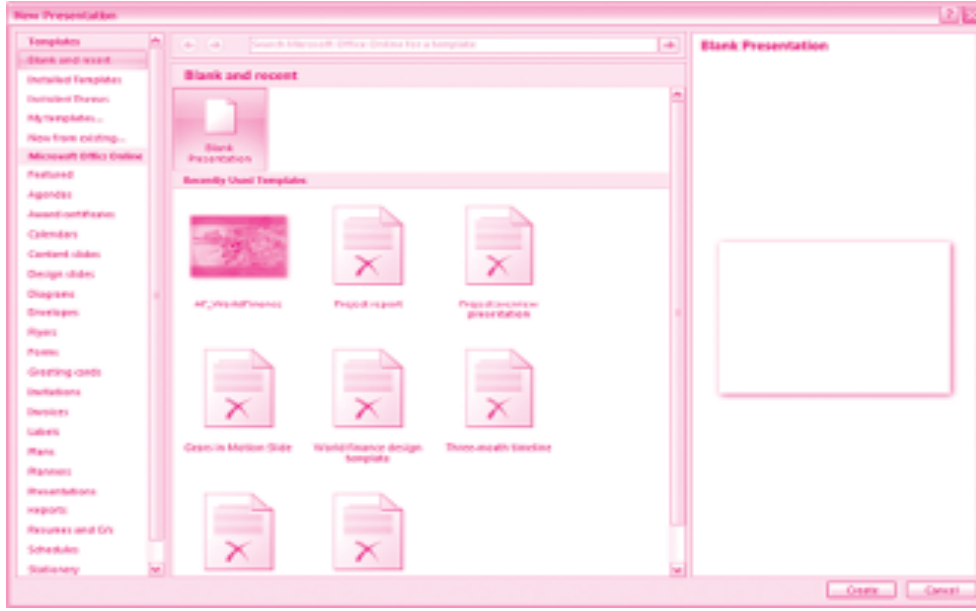 New Presentation
Templates
Blank and recent
Installed Templates
Installed Themes
My templates...
New from existing...
Microsoft Office Online
Featured
Agendas
Award certificates
Calendars
Content slides
Design slides
Diagrams
Envelopes
Flyers
Forms
Greeting cards
Invitations
Invoices
Labels
Plans
Planners
Presentations
Reports
Resumes and CVs
Schedules
Stationery
Search Microsoft Office Online for a template
Blank and recent
Blank
Presentation
Recently Used Templates
AF_WorldFinance
Project report
Project overview
presentation
Gears in Motion Slide
World finance design
template
Three-month timeline
Blank Presentation
Create
Cancel